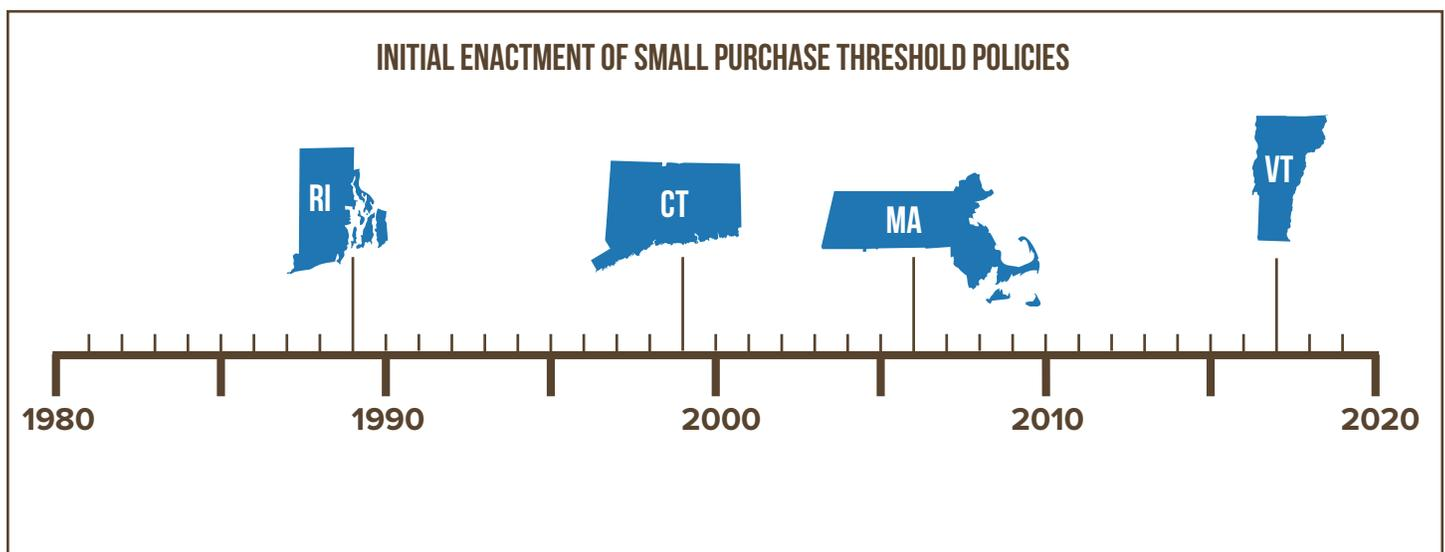 INITIAL ENACTMENT OF SMALL PURCHASE THRESHOLD POLICIES
RI
CT
MA
VT
1980 1990 2000 2010 2020